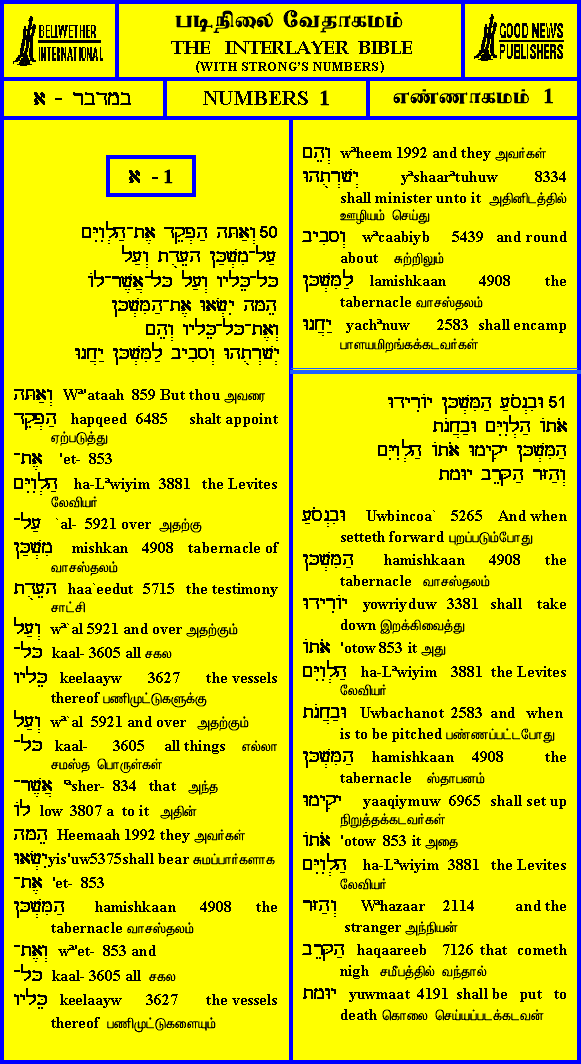 BELLWETHER INTERNATIONAL
படிநிலை வேதாகமம்
THE INTERLAYER BIBLE
(WITH STRONG'S NUMBERS)
GOOD NEWS PUBLISHERS
במדבר - א
NUMBERS 1
எண்ணாகமம் 1
א - 1
50 וְאַתָּה הַפְקֵד אֶת־הַלְוִיִּם
עַל־מִשְׁכַּן הָעֵדֻת וְעַל
כָּל־כֵּלָיו וְעַל כָּל־אֲשֶׁר־לוֹ
הֵמָּה יִשְׂאוּ אֶת־הַמִּשְׁכָּן
וְאֶת־כָּל־כֵּלָיו וְהֵם
יְשָׁרְתֻהוּ וְסָבִיב לַמִּשְׁכָּן יַחֲנוּ
וְאַתָּה Wª'ataah 859 But thou அவரை
הַפְקֵד hapqeed 6485 shalt appoint
ஏற்படுத்து
אֶת־ 'et- 853
הַלְוִיִּם ha-Lªwiyim 3881 the Levites
லேவியர்
עַל־ `al- 5921 over அதற்கு
מִשְׁכַּן mishkan 4908 tabernacle of
வாசஸ்தலம்
הָעֵדֻת haa`eedut 5715 the testimony
சாட்சி
וְעַל wª`al 5921 and over அதற்கும்
כָּל־ kaal- 3605 all சகல
כֵּלָיו keelaayw 3627 the vessels
thereof பணிமுட்டுகளுக்கு
וְעַל wª`al 5921 and over அதற்கும்
כָּל־ kaal- 3605 all things எல்லா
சமஸ்த பொருள்கள்
אֲשֶׁר־ ªsher- 834 that அந்த
לוֹ low 3807 a to it அதின்
הֵמָּה Heemaah 1992 they அவர்கள்
יִשְׂאוּ yis'uw5375shall bear சுமப்பார்களாக
אֶת־ 'et- 853
הַמִּשְׁכָּן hamishkaan 4908 the
tabernacle வாசஸ்தலம்
וְאֶת־ wª'et- 853 and
כָּל־ kaal- 3605 all சகல
כֵּלָיו keelaayw 3627 the vessels
thereof பணிமுட்டுகளையும்
וְהֵם wªheem 1992 and they அவர்கள்
יְשָׁרְתֻהוּ yªshaarªtuhuw 8334
shall minister unto it அதினிடத்தில்
ஊழியம் செய்து
וְסָבִיב wªcaabiyb 5439 and round
about சுற்றிலும்
לַמִּשְׁכָּן lamishkaan 4908 the
tabernacle வாசஸ்தலம்
יַחֲנוּ yachªnuw 2583 shall encamp
பாளயமிறங்கக்கடவர்கள்
51 וּבִנְסֹעַ הַמִּשְׁכָּן יוֹרִידוּ
אֹתוֹ הַלְוִיִּם וּבַחֲנֹת
הַמִּשְׁכָּן יָקִימוּ אֹתוֹ הַלְוִיִּם
וְהַזָּר הַקָּרֵב יוּמָת
וּבִנְסֹעַ Uwbincoa` 5265 And when
setteth forward புறப்படும்போது
הַמִּשְׁכָּן hamishkaan 4908 the
tabernacle வாசஸ்தலம்
יוֹרִידוּ yowriyduw 3381 shall take
down இறக்கிவைத்து
אֹתוֹ 'otow 853 it அது
הַלְוִיִּם ha-Lªwiyim 3881 the Levites
லேவியர்
וּבַחֲנֹת Uwbachanot 2583 and when
is to be pitched பண்ணப்பட்டபோது
הַמִּשְׁכָּן hamishkaan 4908 the
tabernacle ஸ்தாபனம்
יָקִימוּ yaaqiymuw 6965 shall set up
நிறுத்தக்கடவர்கள்
אֹתוֹ 'otow 853 it அதை
הַלְוִיִּם ha-Lªwiyim 3881 the Levites
லேவியர்
וְהַזָּר Wªhazaar 2114 and the
stranger அந்நியன்
הַקָּרֵב haqaareeb 7126 that cometh
nigh சமீபத்தில் வந்தால்
יוּמָת yuwmaat 4191 shall be put to
death கொலை செய்யப்படக்கடவன்